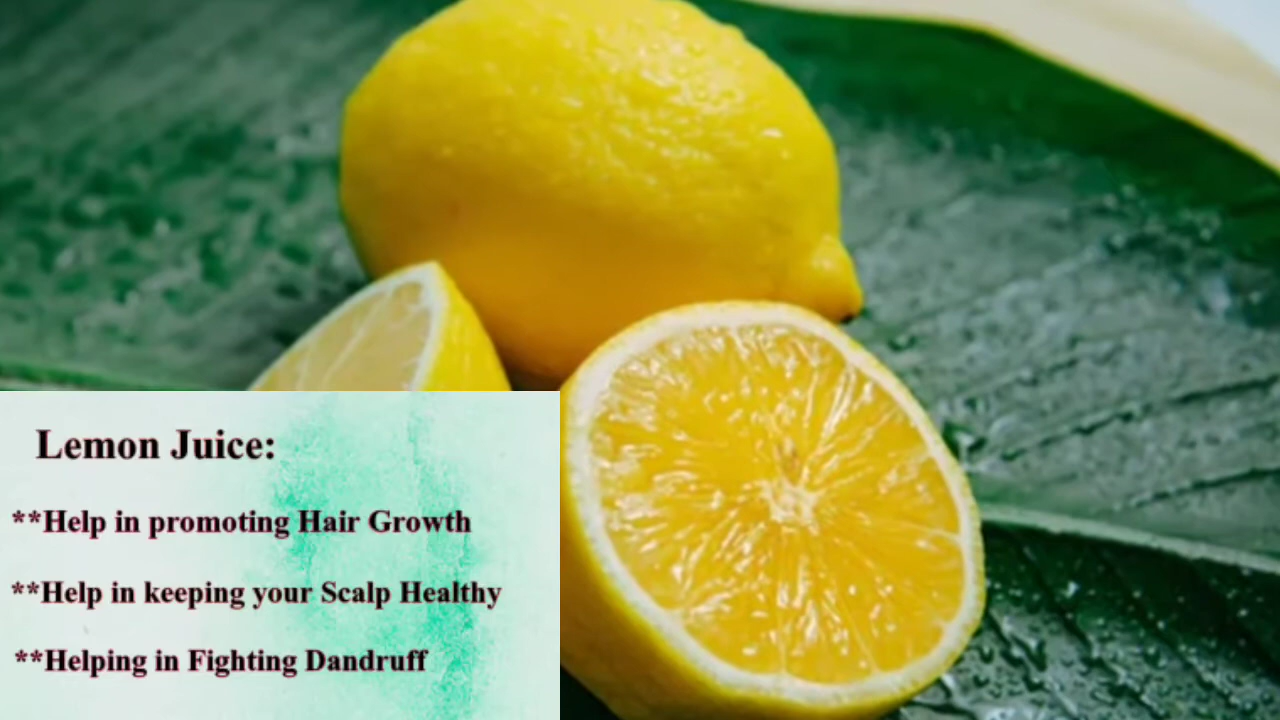 Lemon Juice:
**Help in promoting Hair Growth
**Help in keeping your Scalp Healthy
**Helping in Fighting Dandruff